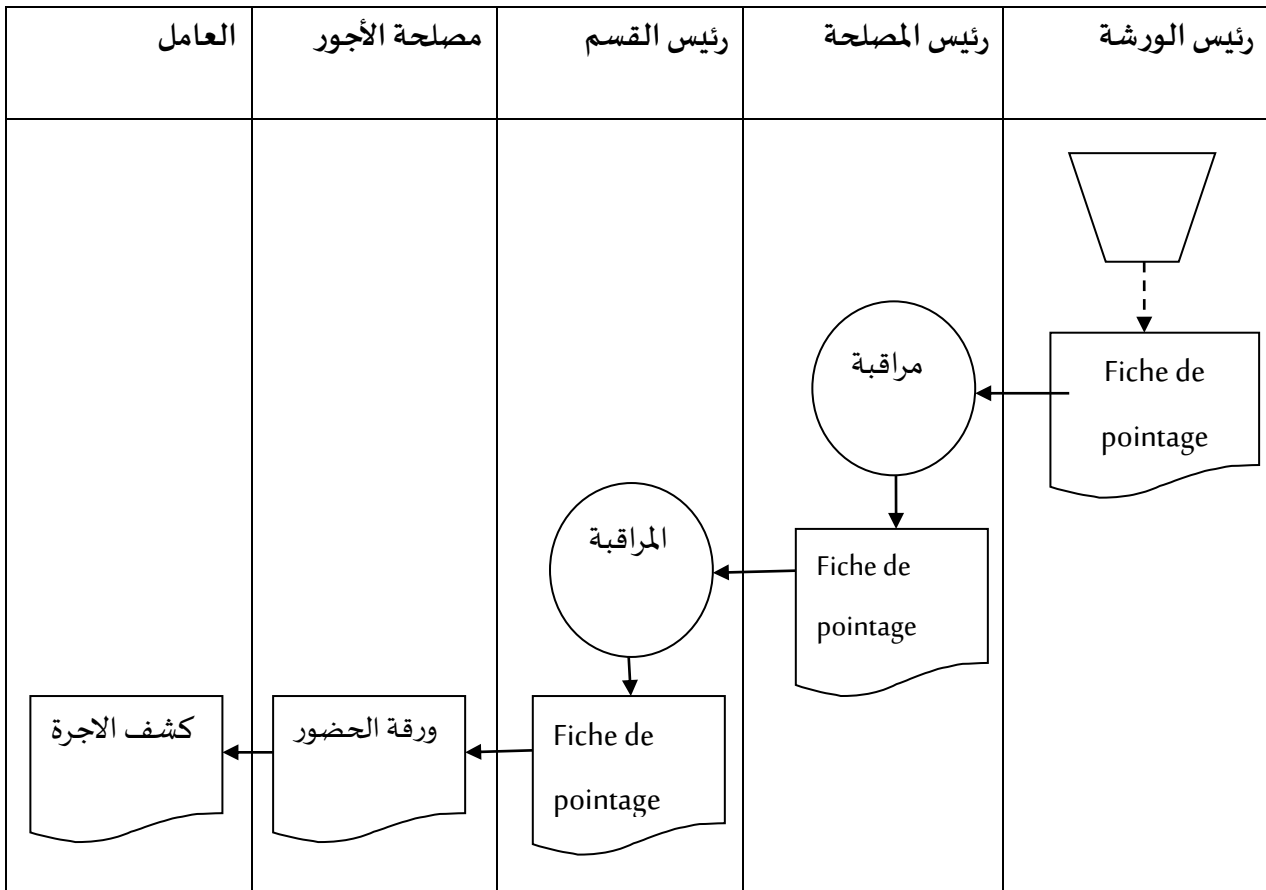 رئيس الورشة
رئيس المصلحة
رئيس القسم
مصلحة الأجور
العامل
Fiche de
pointage
مراقبة
Fiche de
pointage
المراقبة
Fiche de
pointage
ورقة الحضور
كشف الاجرة